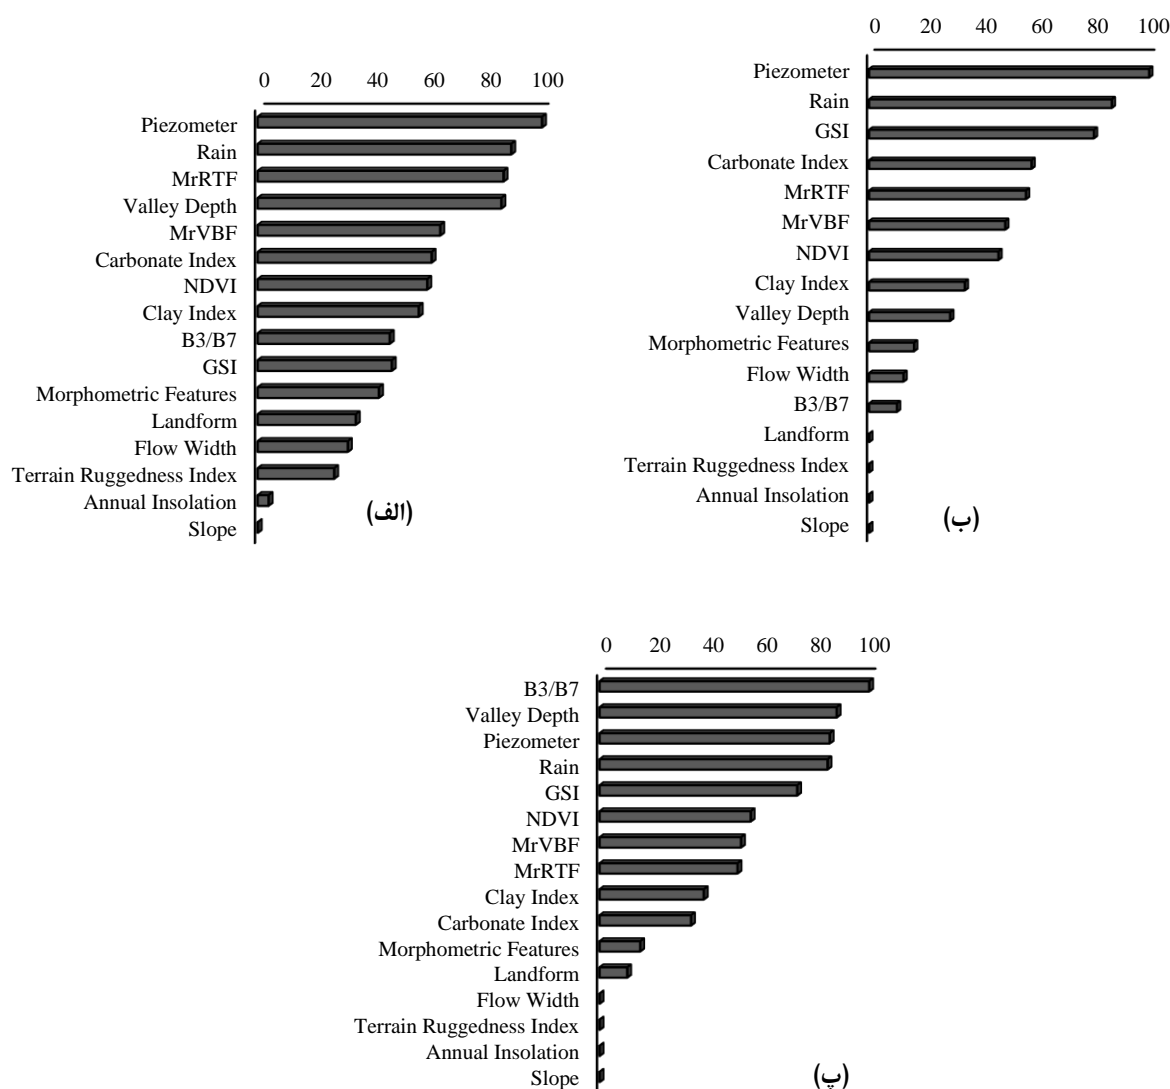 0 20 40 60 80 100
Piezometer
Rain
MrRTF
Valley Depth
MrVBF
Carbonate Index
NDVI
Clay Index
B3/B7
GSI
Morphometric Features
Landform
Flow Width
Terrain Ruggedness Index
Annual Insolation
Slope
(الف)
0 20 40 60 80 100
Piezometer
Rain
GSI
Carbonate Index
MrRTF
MrVBF
NDVI
Clay Index
Valley Depth
Morphometric Features
Flow Width
B3/B7
Landform
Terrain Ruggedness Index
Annual Insolation
Slope
(ب)
0 20 40 60 80 100
B3/B7
Valley Depth
Piezometer
Rain
GSI
NDVI
MrVBF
MrRTF
Clay Index
Carbonate Index
Morphometric Features
Landform
Flow Width
Terrain Ruggedness Index
Annual Insolation
Slope
(پ)